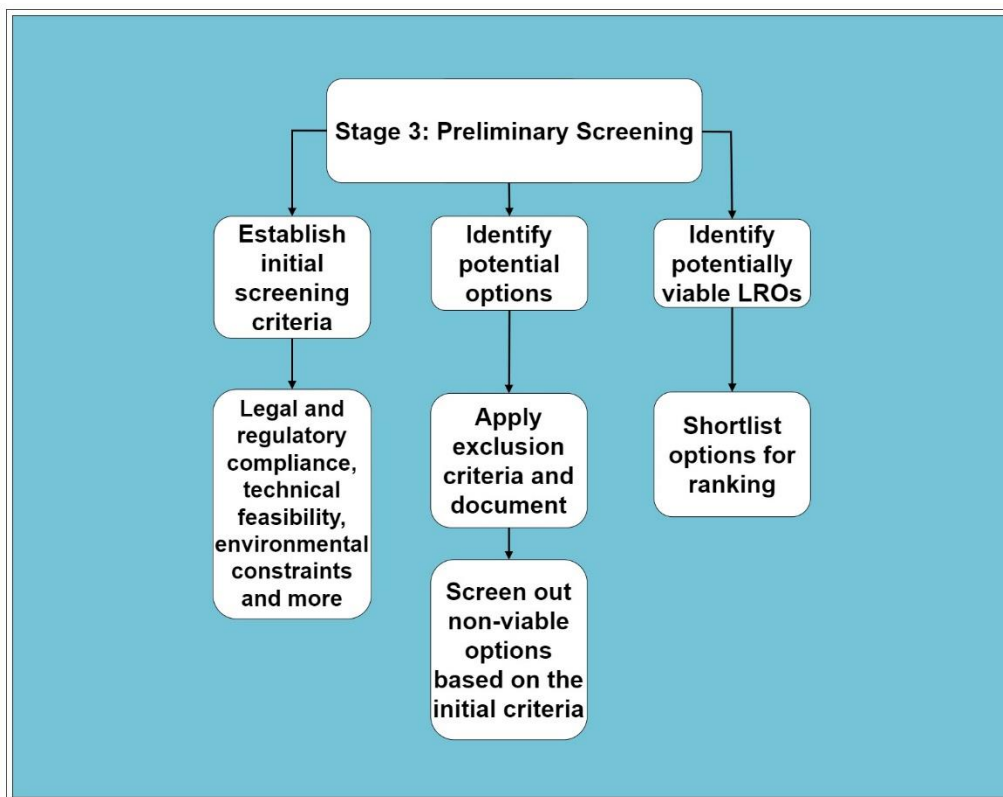 Stage 3: Preliminary Screening
Establish
initial
screening
criteria
Legal and
regulatory
compliance,
technical
feasibility,
environmental
constraints
and more
Identify
potential
options
Apply
exclusion
criteria and
document
Screen out
non-viable
options
based on the
initial criteria
Identify
potentially
viable LROs
Shortlist
options for
ranking